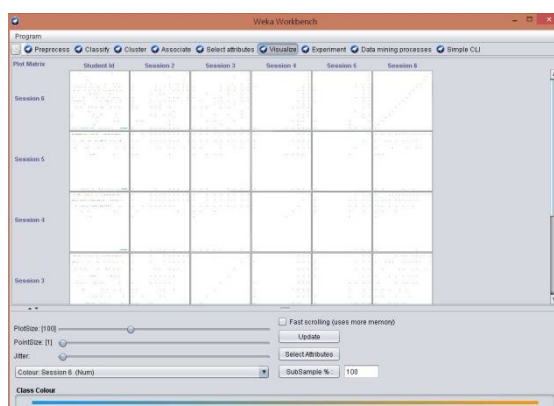 Weka Workbench
Program
Preprocess Classify Cluster Associate Select attributes Visualize Experiment Data mining processes Simple CLI
Plot Matrix Student Id Session 2 Session 3 Session 4 Session 5 Session 6
Session 6
Session 5
Session 4
Session 3
Fast scrolling (uses more memory)
PlotSize: [100]
Update
PointSize: [1]
Jitter:
Select Attributes
Colour: Session 6 (Num)
SubSample % : 100
Class Colour